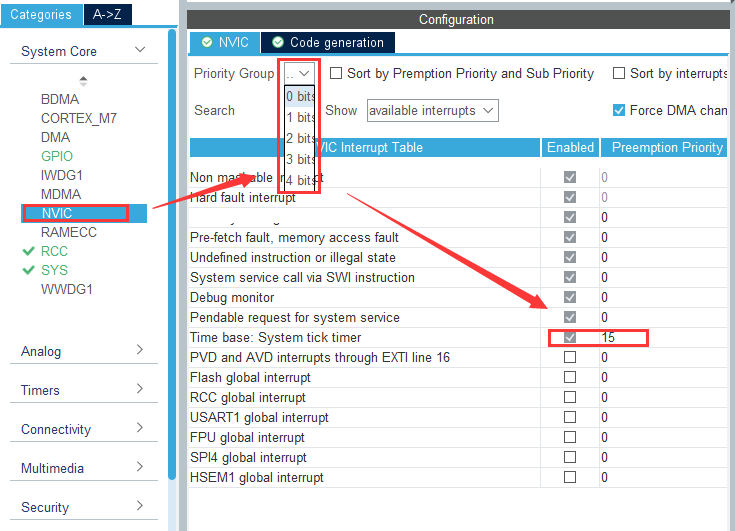 Categories A->Z
System Core
BDMA
CORTEX_M7
DMA
GPIO
IWDG1
MDMA
NVIC
RAMECC
RCC
SYS
WWDG1
Analog
Timers
Connectivity
Multimedia
Security
Configuration
NVIC Code generation
Priority Group .. Sort by Premption Priority and Sub Priority Sort by interrupts
0 bits
1 bits
2 bits
3 bits
4 bits
Search Show available interrupts Force DMA chan
VIC Interrupt Table Enabled Preemption Priority
Non maskable t 0
Hard fault interrupt 0
0
Pre-fetch fault, memory access fault 0
Undefined instruction or illegal state 0
System service call via SWI instruction 0
Debug monitor 0
Pendable request for system service 0
Time base: System tick timer 15
PVD and AVD interrupts through EXTI line 16 0
Flash global interrupt 0
RCC global interrupt 0
USART1 global interrupt 0
FPU global interrupt 0
SPI4 global interrupt 0
HSEM1 global interrupt 0